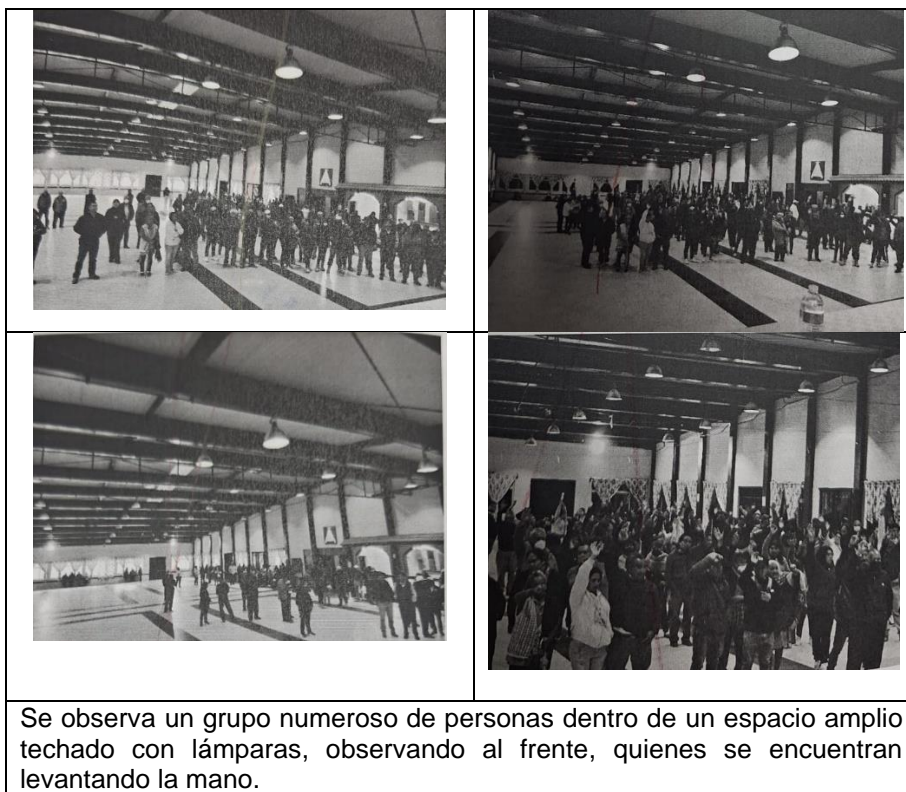 Se observa un grupo numeroso de personas dentro de un espacio amplio
techado con lámparas, observando al frente, quienes se encuentran
levantando la mano.